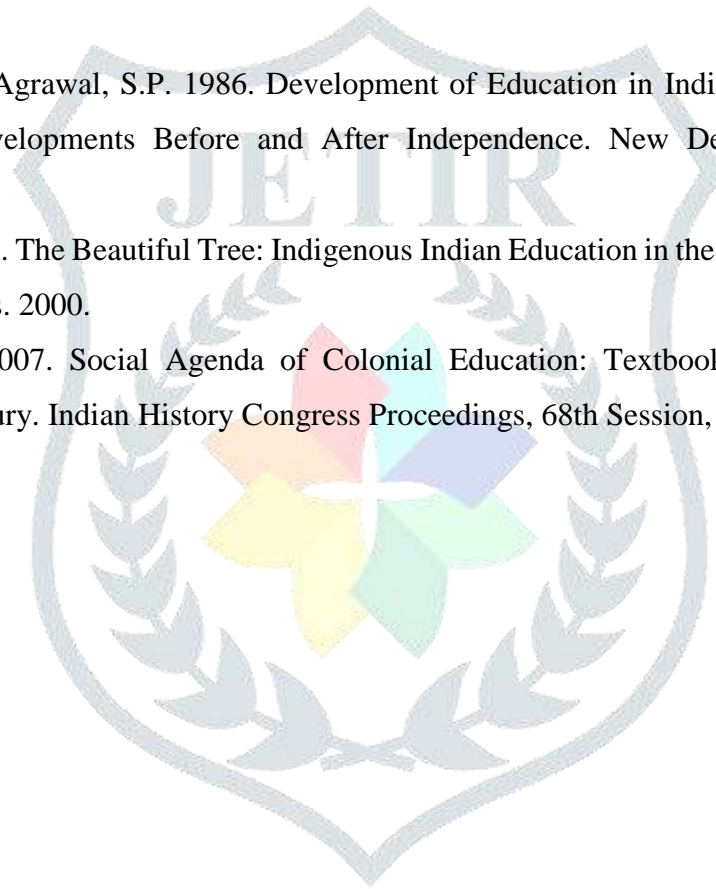 Agrawal, S.P. 1986. Development of Education in Indi
velopments Before and After Independence. New De
JETIR
. The Beautiful Tree: Indigenous Indian Education in the
s. 2000.
007. Social Agenda of Colonial Education: Textbook
ury. Indian History Congress Proceedings, 68th Session,